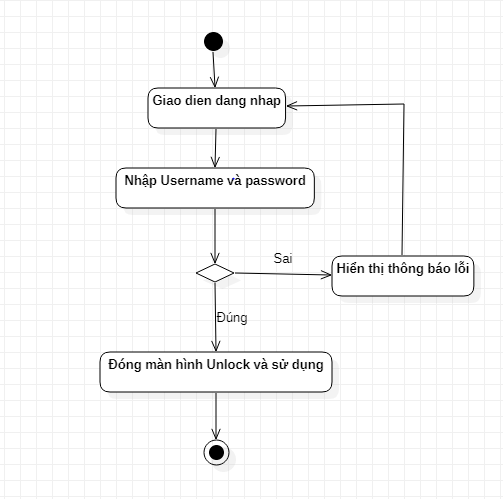 Giao dien dang nhap
Nhập Username và password
Sai
Hiển thị thông báo lỗi
Đúng
Đóng màn hình Unlock và sử dụng